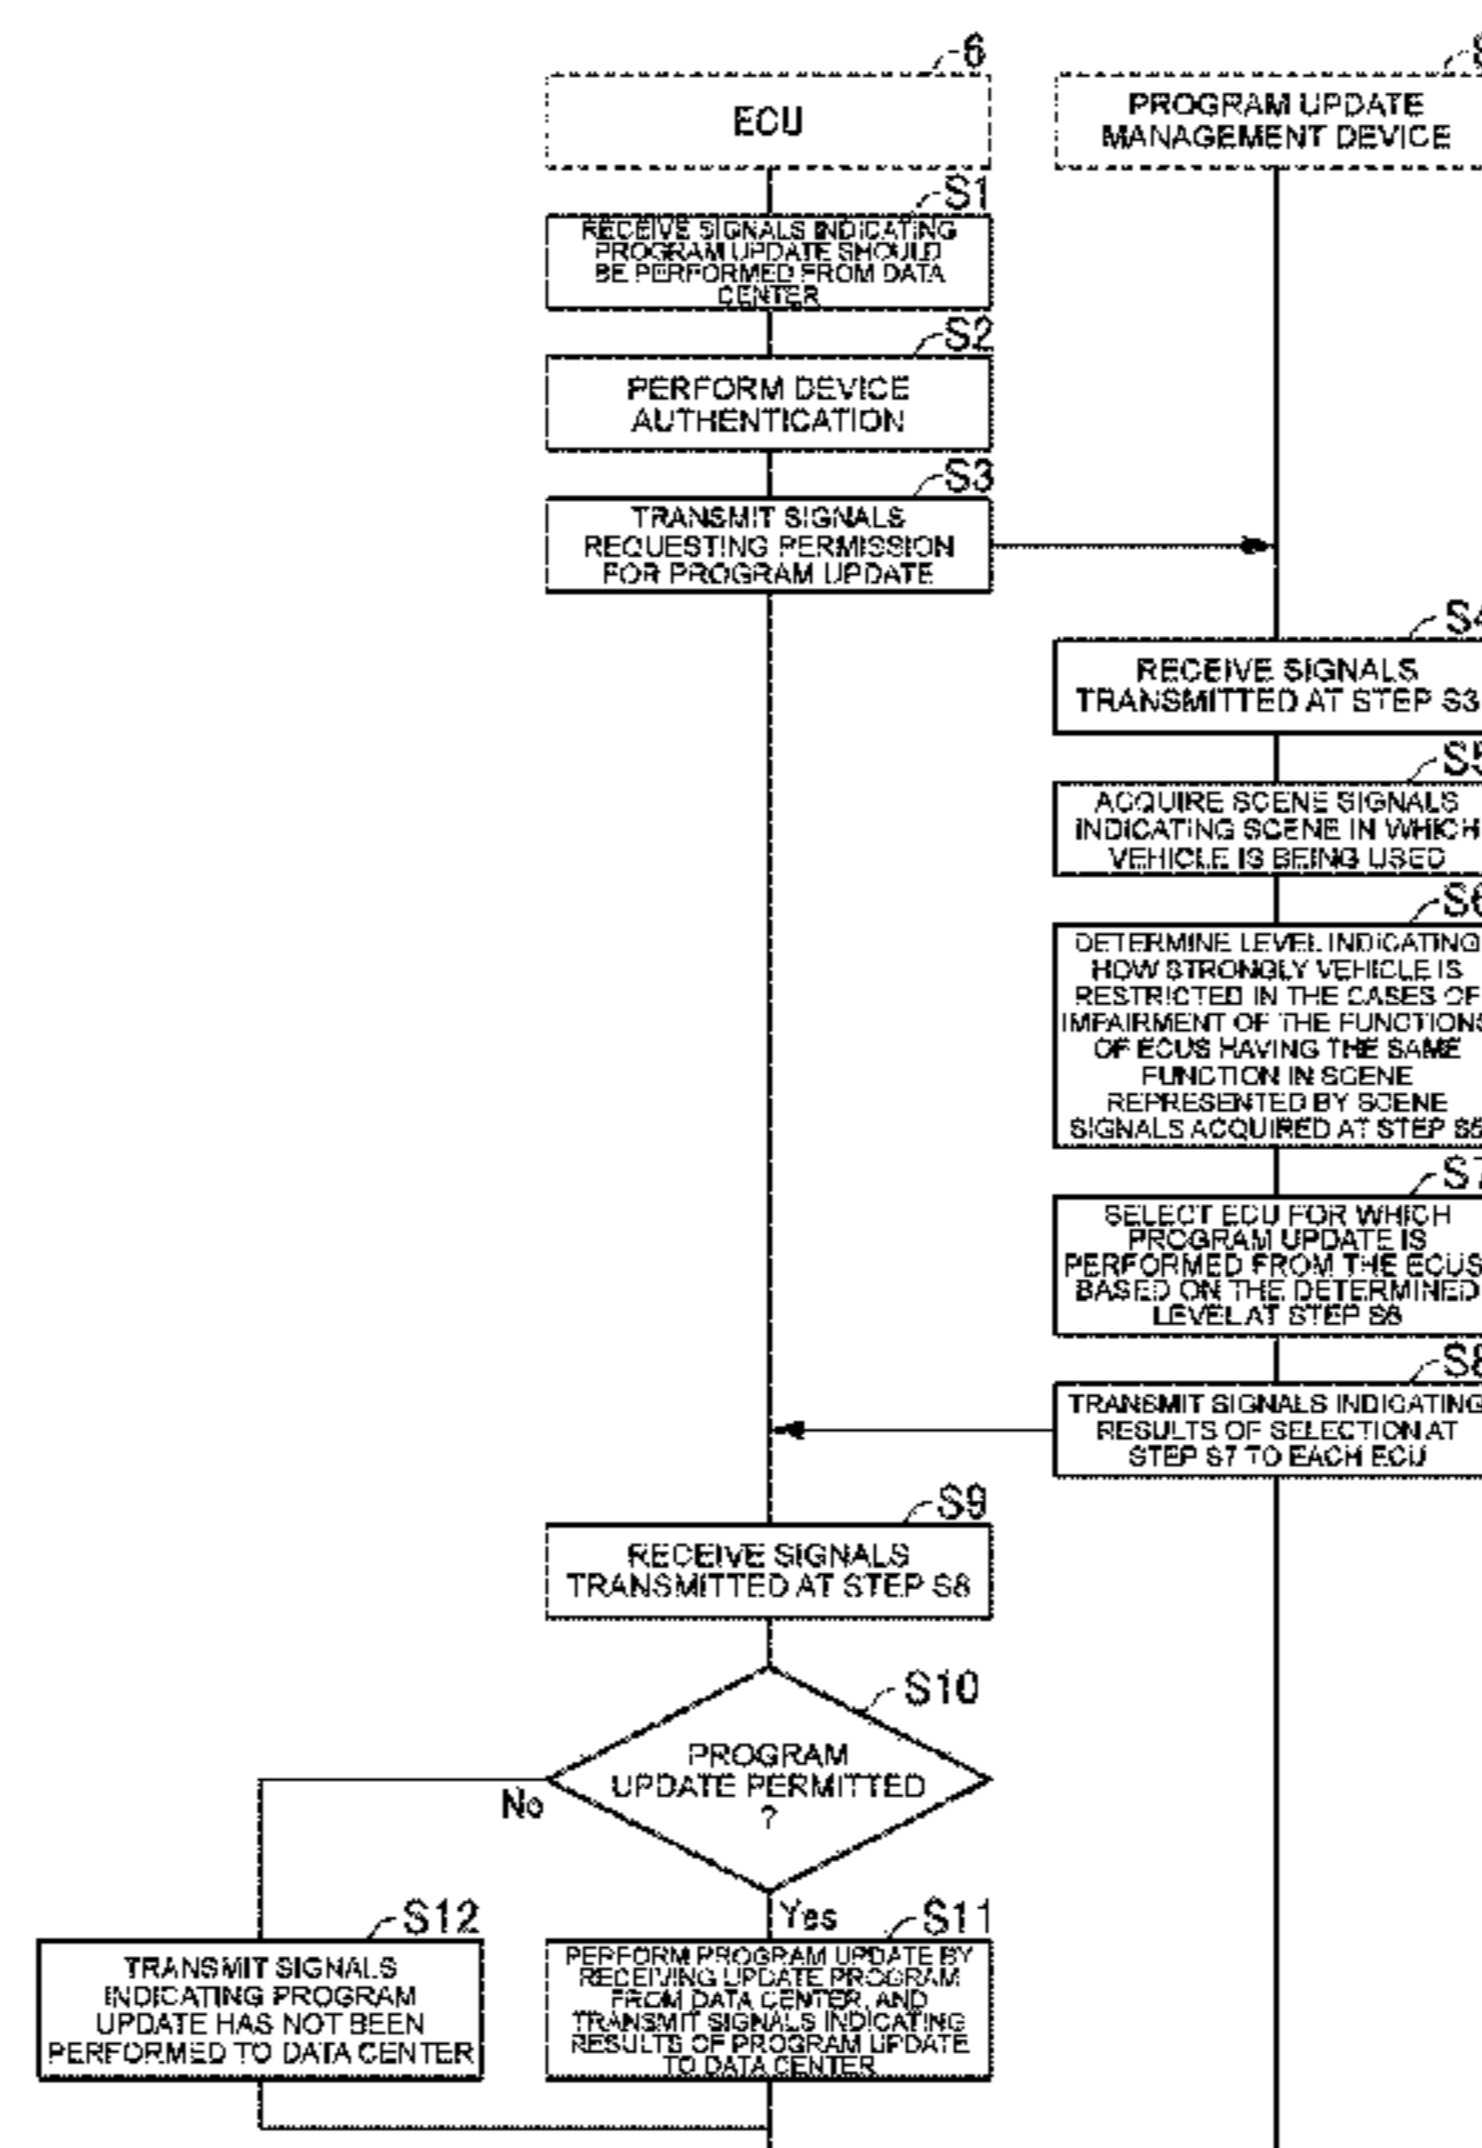 6
ECU
PROGRAM UPDATE
MANAGEMENT DEVICE
S1
RECEIVE SIGNALS INDICATING
PROGRAM UPDATE SHOULD
BE PERFORMED FROM DATA
CENTER
S2
PERFORM DEVICE
AUTHENTICATION
S3
TRANSMIT SIGNALS
REQUESTING PERMISSION
FOR PROGRAM UPDATE
S4
RECEIVE SIGNALS
TRANSMITTED AT STEP S3
S5
ACQUIRE SCENE SIGNALS
INDICATING SCENE IN WHICH
VEHICLE IS BEING USED
S6
DETERMINE LEVEL INDICATING
HOW STRONGLY VEHICLE IS
RESTRICTED IN THE CASES OF
IMPAIRMENT OF THE FUNCTIONS
OF ECUS HAVING THE SAME
FUNCTION IN SCENE
REPRESENTED BY SCENE
SIGNALS ACQUIRED AT STEP S5
S7
SELECT ECU FOR WHICH
PROGRAM UPDATE IS
PERFORMED FROM THE ECUS
BASED ON THE DETERMINED
LEVEL AT STEP S6
S8
TRANSMIT SIGNALS INDICATING
RESULTS OF SELECTION AT
STEP S7 TO EACH ECU
S9
RECEIVE SIGNALS
TRANSMITTED AT STEP S8
S10
PROGRAM
UPDATE PERMITTED
?
No
Yes
S12
TRANSMIT SIGNALS
INDICATING PROGRAM
UPDATE HAS NOT BEEN
PERFORMED TO DATA CENTER
S11
PERFORM PROGRAM UPDATE BY
RECEIVING UPDATE PROGRAM
FROM DATA CENTER, AND
TRANSMIT SIGNALS INDICATING
RESULTS OF PROGRAM UPDATE
TO DATA CENTER